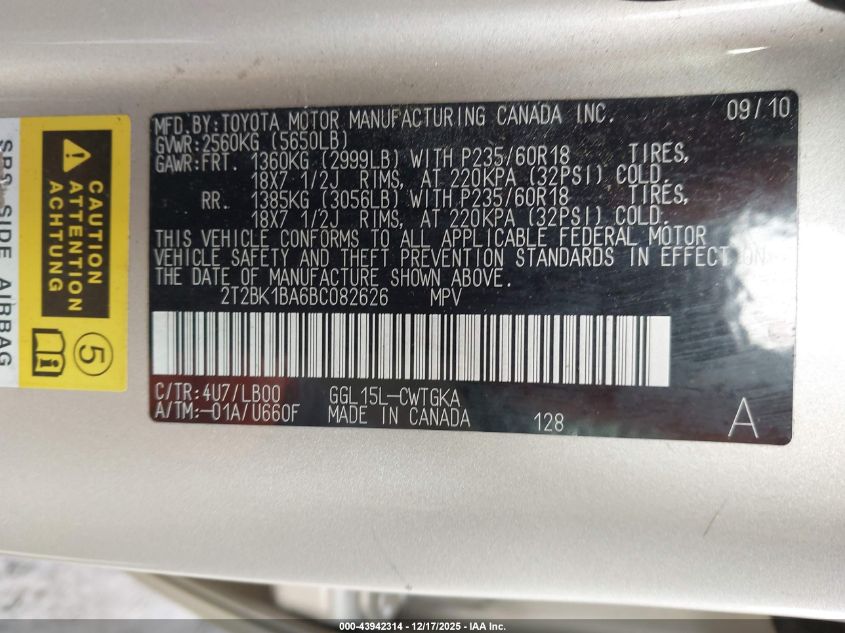 MFD. BY: TOYOTA MOTOR MANUFACTURING CANADA INC. 09/10
GVWR: 2560KG (5650LB)
GAWR: FRT. 1360KG (2999LB) WITH P235/60R18 TIRES,
18X7 1/2J RIMS, AT 220KPA (32PSI) COLD.
RR. 1385KG (3056LB) WITH P235/60R18 TIRES,
18X7 1/2J RIMS, AT 220KPA (32PSI) COLD.
THIS VEHICLE CONFORMS TO ALL APPLICABLE FEDERAL MOTOR
VEHICLE SAFETY AND THEFT PREVENTION STANDARDS IN EFFECT ON
THE DATE OF MANUFACTURE SHOWN ABOVE.
2T2BK1BA6BC082626 MPV
C/TR: 4U7/LB00 GGL15L-CWTGKA
A/TM: -01A/U660F MADE IN CANADA 128 A
CAUTION
ATTENTION
ACHTUNG
5
SRS SIDE AIRBAG
000-43942314 - 12/17/2025 - IAA Inc.